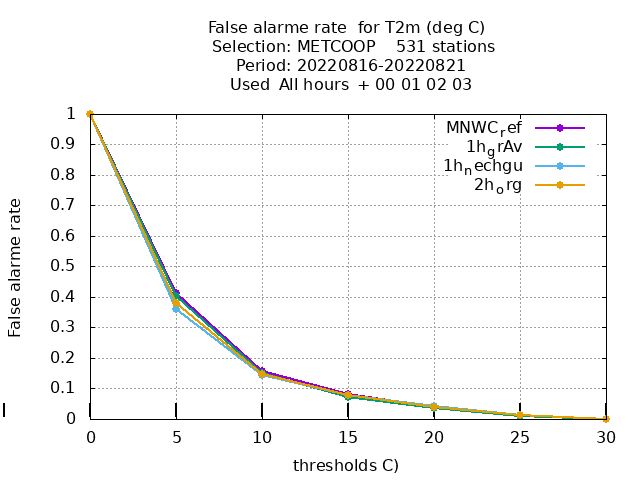 False alarme rate  for T2m (deg C)
Selection: METCOOP    531 stations
Period: 20220816-20220821
Used  All hours  + 00 01 02 03
MNWC_ref
1h_grAv
1h_nechgu
2h_org
1
0.9
0.8
0.7
0.6
0.5
0.4
0.3
0.2
0.1
0
False alarme rate
0 5 10 15 20 25 30
thresholds C)